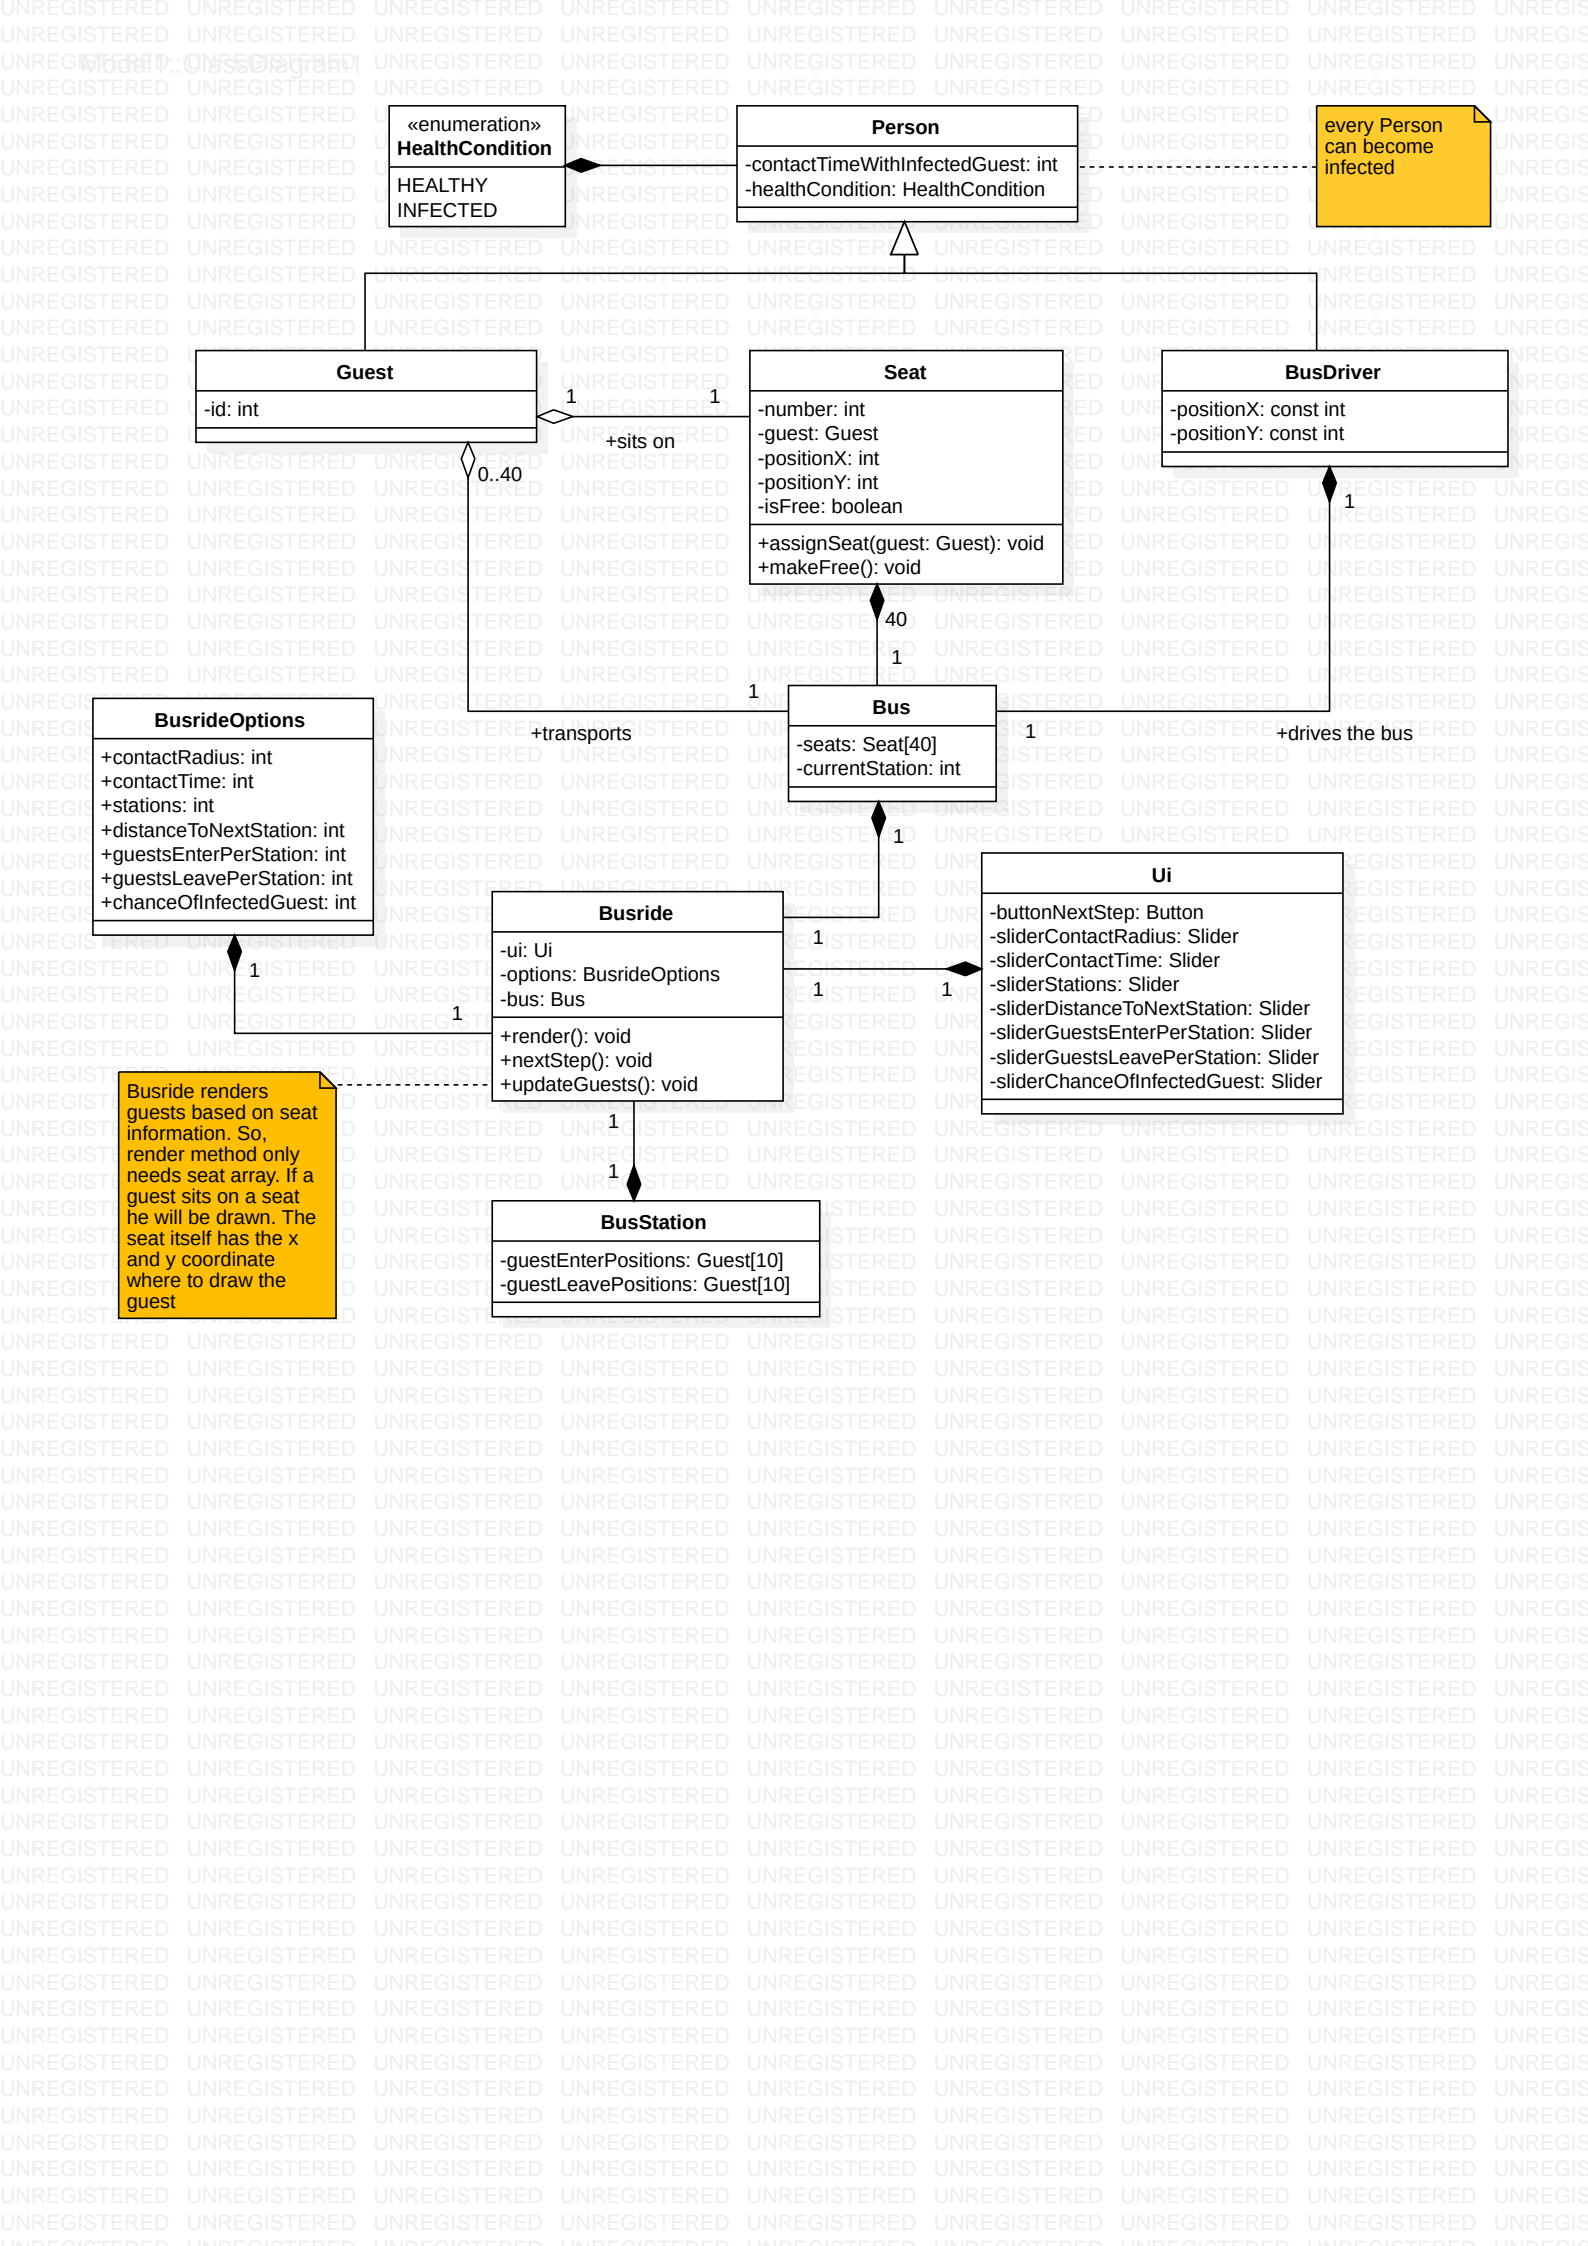 Model1::ClassDiagram1
«enumeration»
HealthCondition
HEALTHY
INFECTED
Person
-contactTimeWithInfectedGuest: int
-healthCondition: HealthCondition
every Person
can become
infected
Guest
-id: int
1
1
+sits on
0..40
Seat
-number: int
-guest: Guest
-positionX: int
-positionY: int
-isFree: boolean
+assignSeat(guest: Guest): void
+makeFree(): void
BusDriver
-positionX: const int
-positionY: const int
1
40
1
1
+transports
Bus
-seats: Seat[40]
-currentStation: int
1
+drives the bus
1
BusrideOptions
+contactRadius: int
+contactTime: int
+stations: int
+distanceToNextStation: int
+guestsEnterPerStation: int
+guestsLeavePerStation: int
+chanceOfInfectedGuest: int
1
1
Busride
-ui: Ui
-options: BusrideOptions
-bus: Bus
+render(): void
+nextStep(): void
+updateGuests(): void
1
1
1
Ui
-buttonNextStep: Button
-sliderContactRadius: Slider
-sliderContactTime: Slider
-sliderStations: Slider
-sliderDistanceToNextStation: Slider
-sliderGuestsEnterPerStation: Slider
-sliderGuestsLeavePerStation: Slider
-sliderChanceOfInfectedGuest: Slider
Busride renders
guests based on seat
information. So,
render method only
needs seat array. If a
guest sits on a seat
he will be drawn. The
seat itself has the x
and y coordinate
where to draw the
guest
1
1
BusStation
-guestEnterPositions: Guest[10]
-guestLeavePositions: Guest[10]
UNREGISTERED